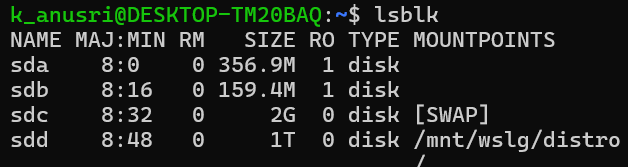 k_anusri@DESKTOP-TM20BAQ:~$ lsblk
NAME MAJ:MIN RM   SIZE RO TYPE MOUNTPOINTS
sda    8:0    0 356.9M  1 disk
sdb    8:16   0 159.4M  1 disk
sdc    8:32   0     2G  0 disk [SWAP]
sdd    8:48   0     1T  0 disk /mnt/wslg/distro
/